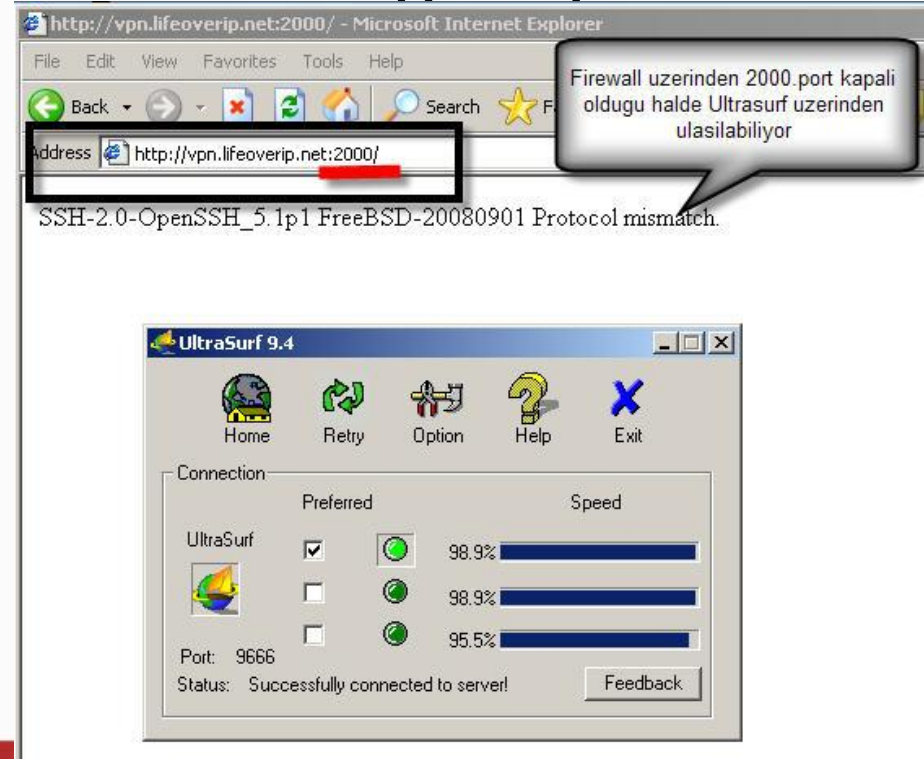 http://vpn.lifeoverip.net:2000/ - Microsoft Internet Explorer
File Edit View Favorites Tools Help
Firewall uzerinden 2000.port kapali
oldugu halde Ultrasurf uzerinden
ulasilabiliyor
Back Search
Address http://vpn.lifeoverip.net:2000/
SSH-2.0-OpenSSH_5.1p1 FreeBSD-20080901 Protocol mismatch.
UltraSurf 9.4
Home Retry Option Help Exit
Connection
Preferred Speed
UltraSurf 98.9%
98.9%
95.5%
Port: 9666
Status: Successfully connected to server! Feedback